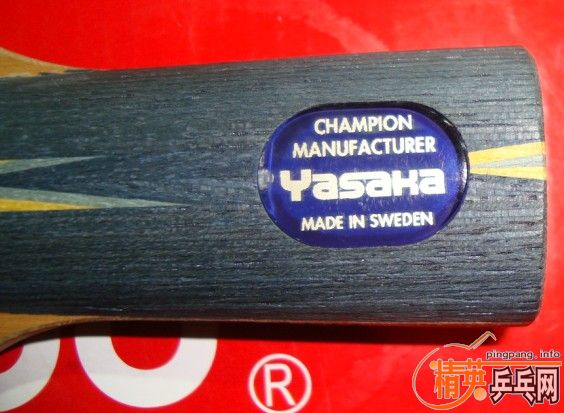 CHAMPION
MANUFACTURER
Yasaka
MADE IN SWEDEN
®
pingpang.info
精英乒乓网